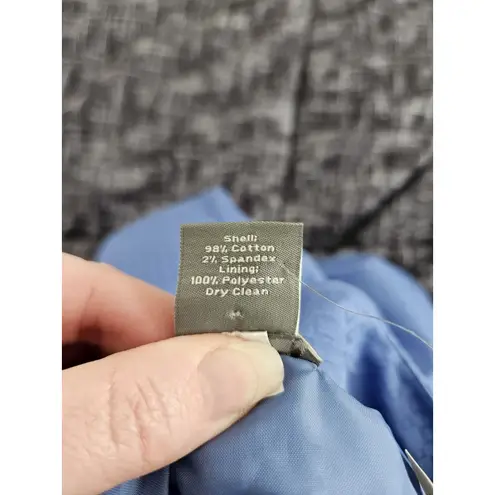 Shell:
98% Cotton
2% Spandex
Lining:
100% Polyester
Dry Clean